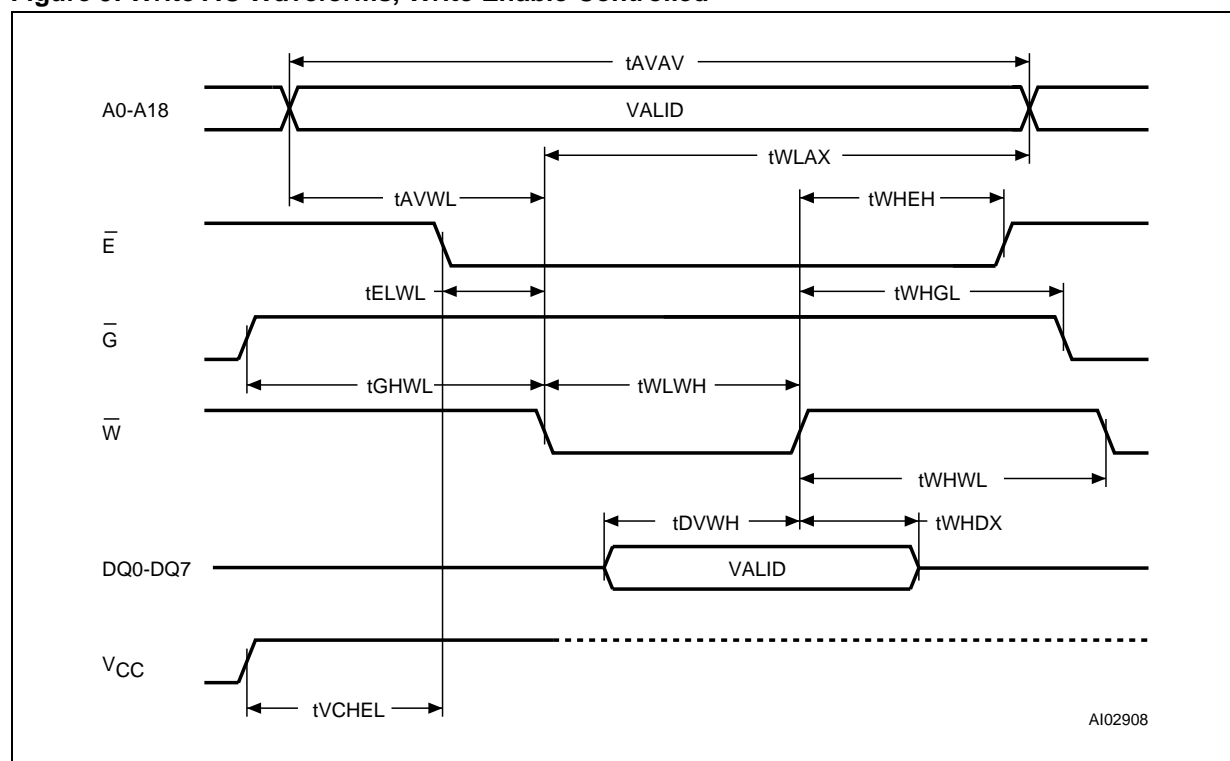 tAVAV
A0-A18
VALID
tWLAX
tAVWL
tWHEH
E
tELWL
tWHGL
G
tGHWL
tWLWH
W
tWHWL
tDVWH
tWHDX
DQ0-DQ7
VALID
VCC
tVCHEL
AI02908